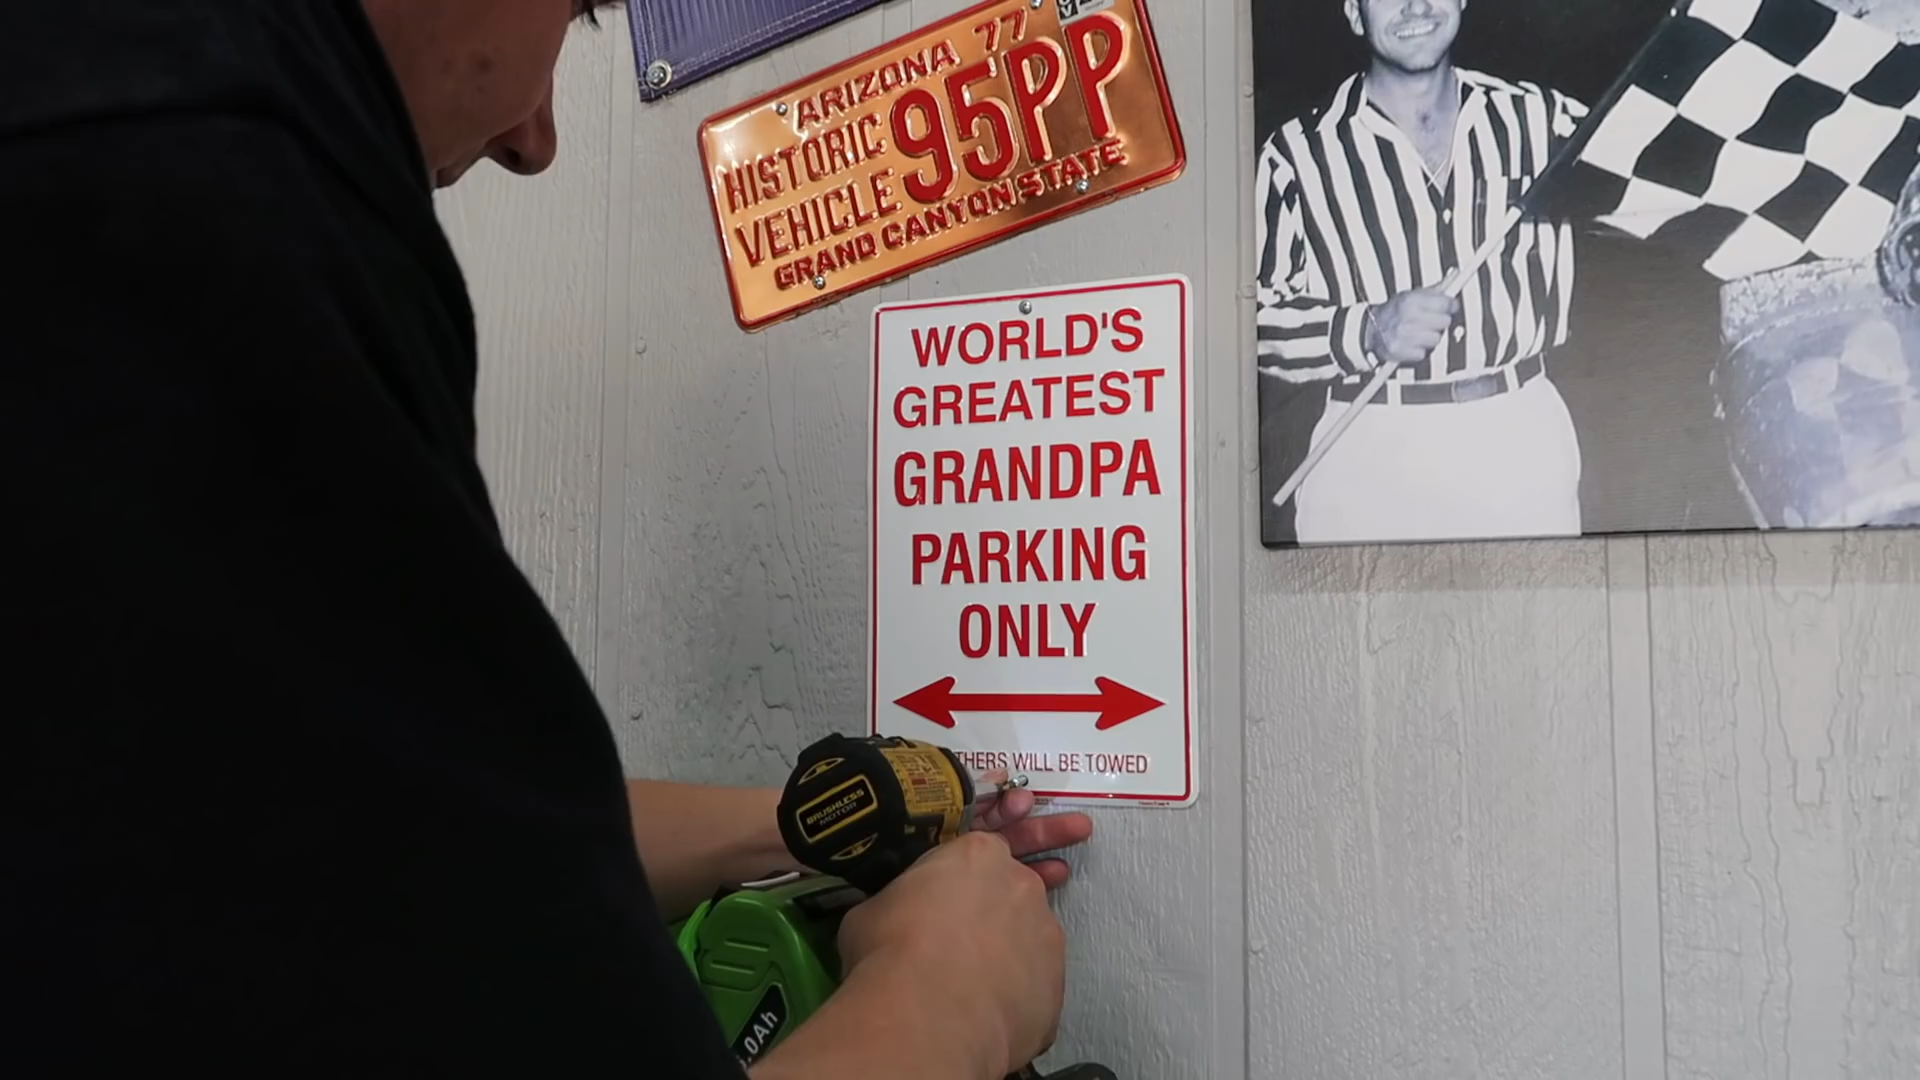 ARIZONA 77
HISTORIC
VEHICLE
95PP
GRAND CANYON STATE
WORLD'S
GREATEST
GRANDPA
PARKING
ONLY
THERS WILL BE TOWED
BRUSHLESS
MOTOR
.0Ah